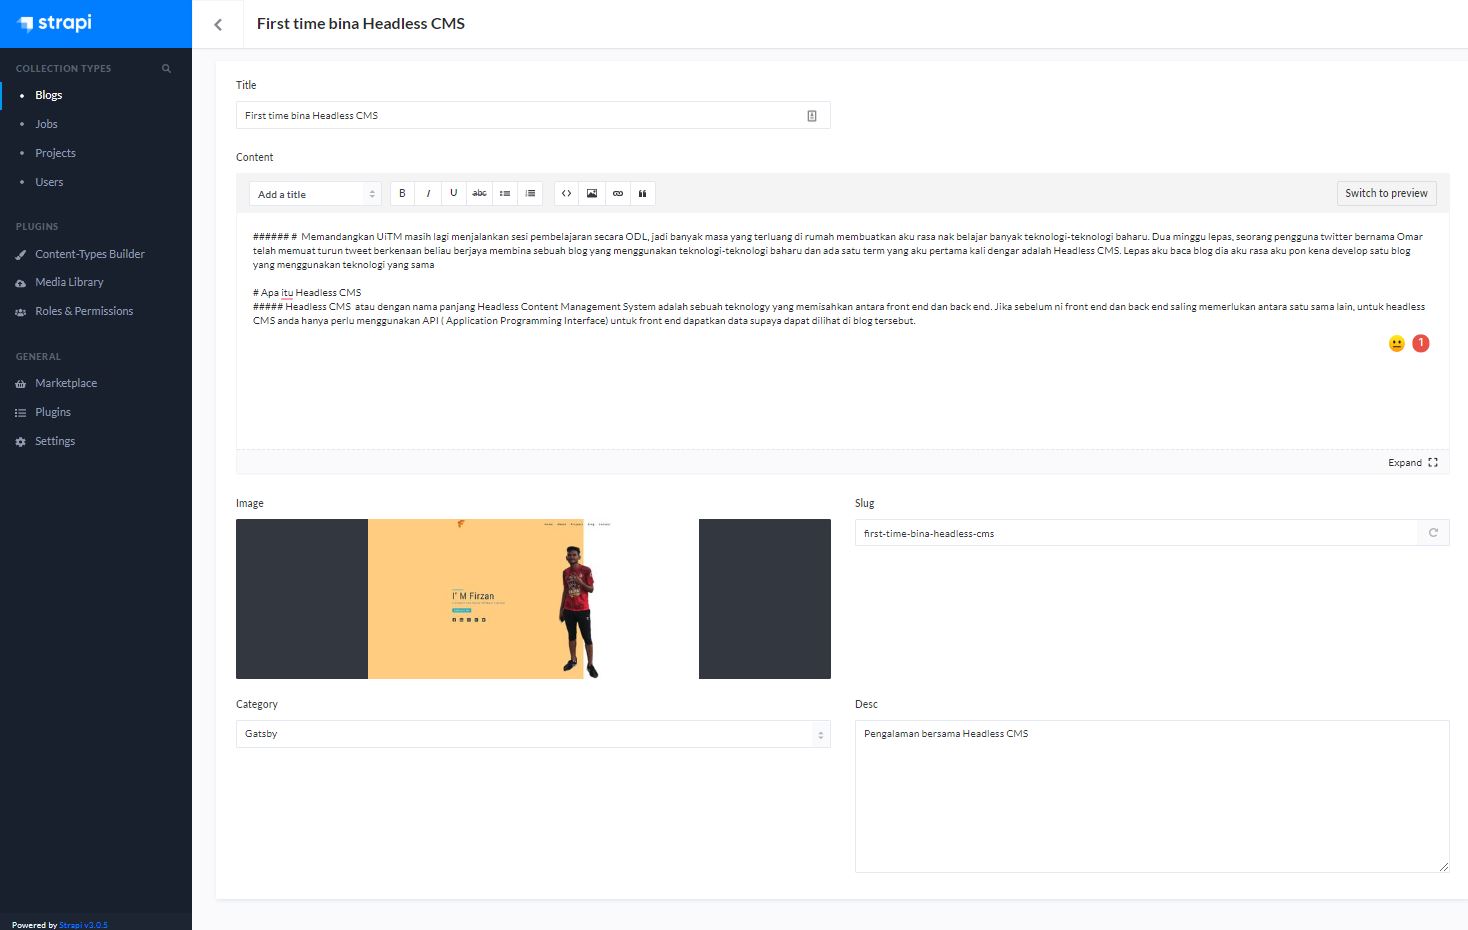 strapi
First time bina Headless CMS
COLLECTION TYPES
Blogs
Jobs
Projects
Users
PLUGINS
Content-Types Builder
Media Library
Roles & Permissions
GENERAL
Marketplace
Plugins
Settings
Powered by Strapi v3.0.5
Title
First time bina Headless CMS
Content
Add a title
B I U abc
Switch to preview
###### #  Memandangkan UiTM masih lagi menjalankan sesi pembelajaran secara ODL, jadi banyak masa yang terluang di rumah membuatkan aku rasa nak belajar banyak teknologi-teknologi baharu. Dua minggu lepas, seorang pengguna twitter bernama Omar
telah memuat turun tweet berkenaan beliau berjaya membina sebuah blog yang menggunakan teknologi-teknologi baharu dan ada satu term yang aku pertama kali dengar adalah Headless CMS. Lepas aku baca blog dia aku rasa aku pon kena develop satu blog
yang menggunakan teknologi yang sama
# Apa itu Headless CMS
##### Headless CMS  atau dengan nama panjang Headless Content Management System adalah sebuah teknology yang memisahkan antara front end dan back end. Jika sebelum ni front end dan back end saling memerlukan antara satu sama lain, untuk headless
CMS anda hanya perlu menggunakan API ( Application Programming Interface) untuk front end dapatkan data supaya dapat dilihat di blog tersebut.
1
Expand
Image
I' M Firzan
Slug
first-time-bina-headless-cms
Category
Gatsby
Desc
Pengalaman bersama Headless CMS